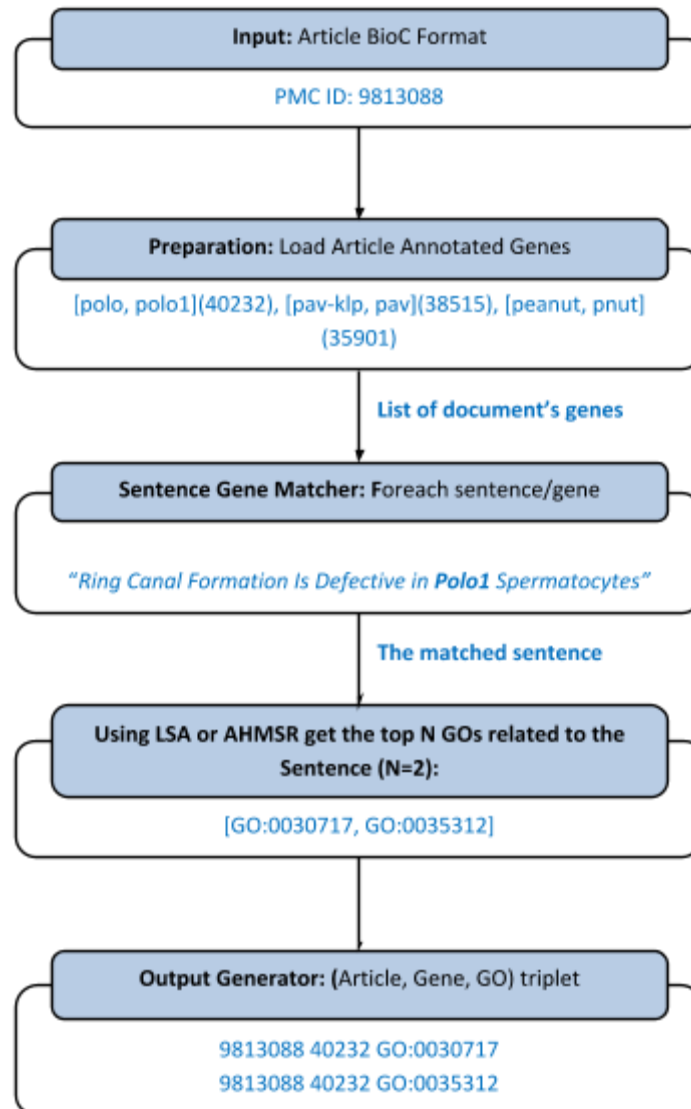 Input: Article BioC Format
PMC ID: 9813088
Preparation: Load Article Annotated Genes
[polo, polo1](40232), [pav-klp, pav](38515), [peanut, pnut]
(35901)
List of document's genes
Sentence Gene Matcher: Foreach sentence/gene
“Ring Canal Formation Is Defective in Polo1 Spermatocytes”
The matched sentence
Using LSA or AHMSR get the top N GOs related to the
Sentence (N=2):
[GO:0030717, GO:0035312]
Output Generator: (Article, Gene, GO) triplet
9813088 40232 GO:0030717
9813088 40232 GO:0035312